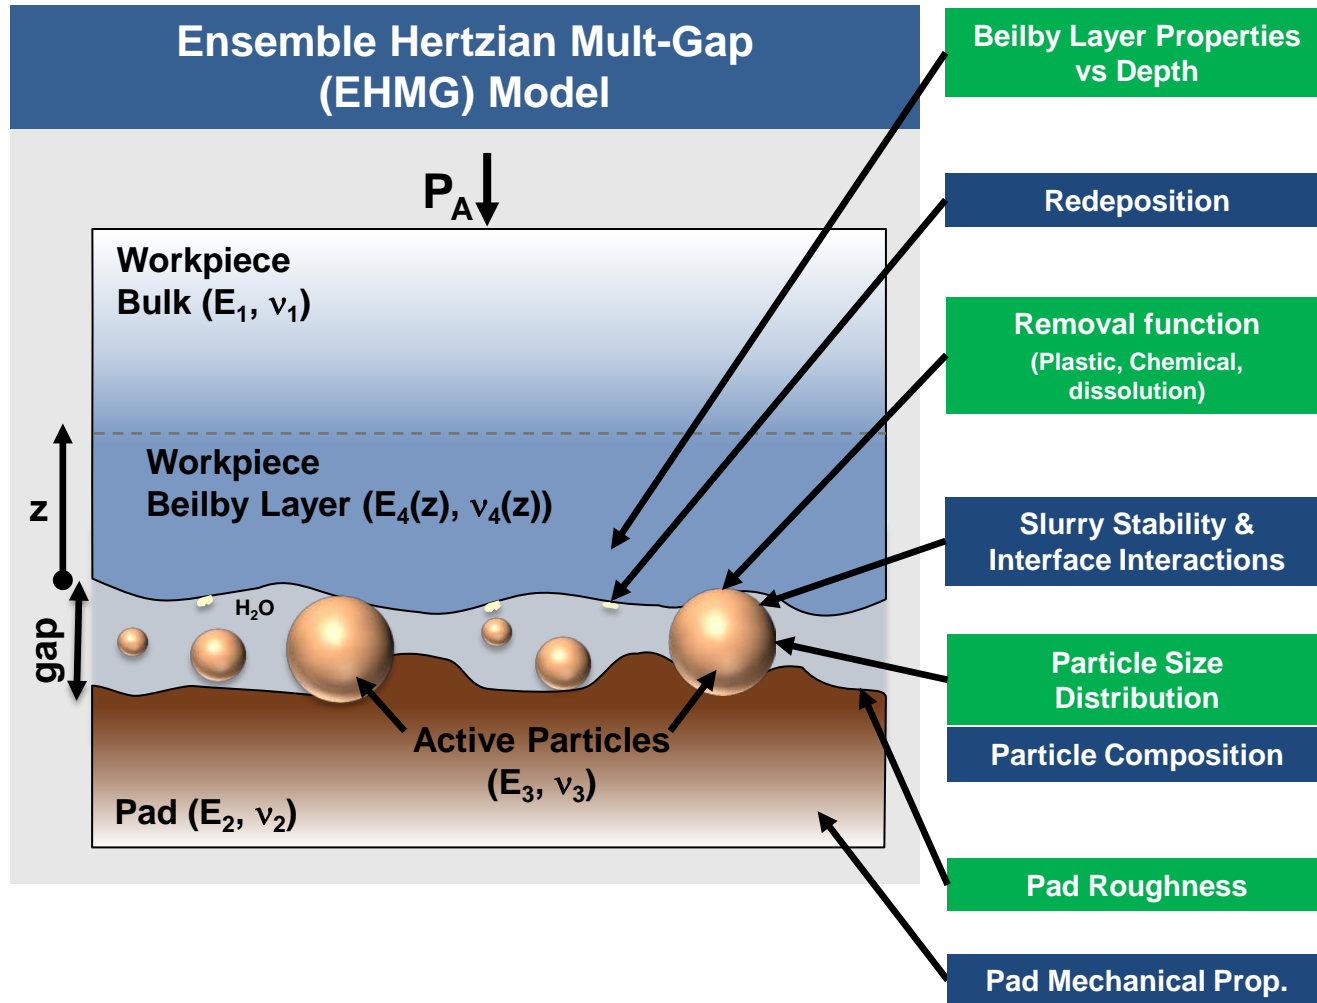 Ensemble Hertzian Mult-Gap
(EHMG) Model
P_A
Workpiece
Bulk (E₁, ν₁)
Workpiece
Beilby Layer (E₄(z), ν₄(z))
z
gap
H₂O
Active Particles
(E₃, ν₃)
Pad (E₂, ν₂)
Beilby Layer Properties
vs Depth
Redeposition
Removal function
(Plastic, Chemical,
dissolution)
Slurry Stability &
Interface Interactions
Particle Size
Distribution
Particle Composition
Pad Roughness
Pad Mechanical Prop.